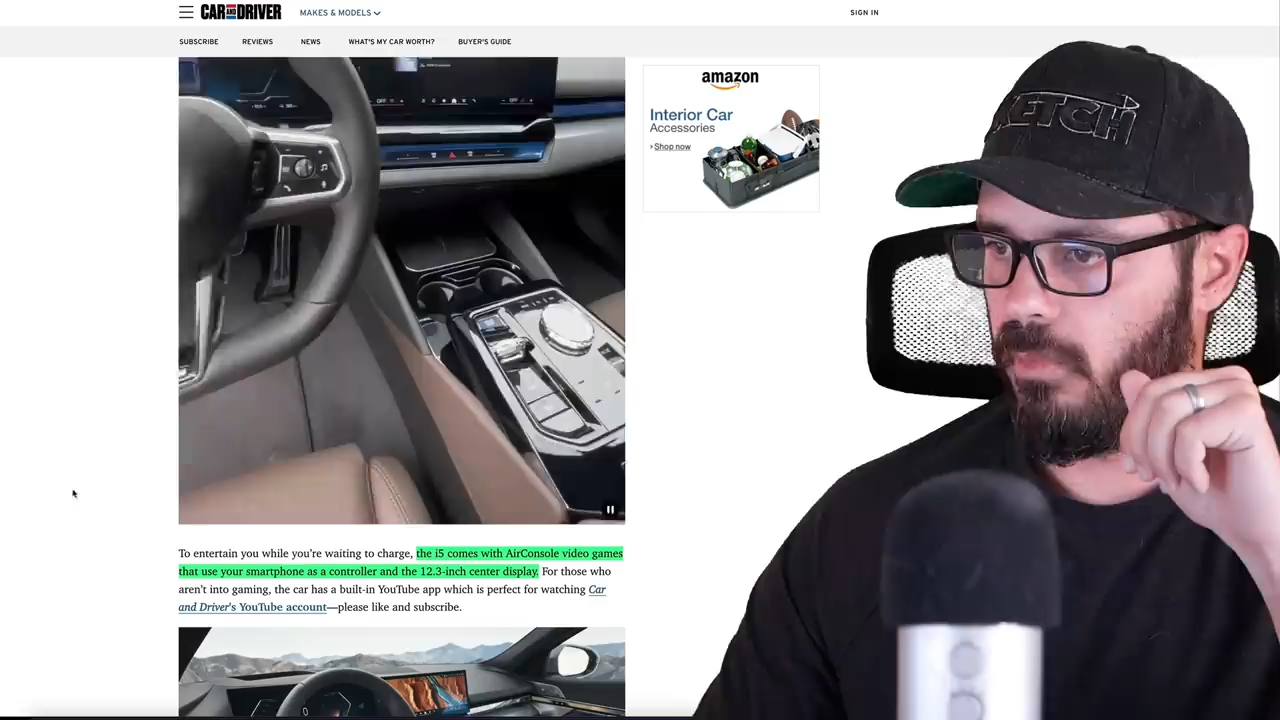 CAR AND DRIVER
MAKES & MODELS
SIGN IN
SUBSCRIBE
REVIEWS
NEWS
WHAT'S MY CAR WORTH?
BUYER'S GUIDE
amazon
Interior Car
Accessories
Shop now
OFF
OFF
To entertain you while you’re waiting to charge, the i5 comes with AirConsole video games
that use your smartphone as a controller and the 12.3-inch center display. For those who
aren’t into gaming, the car has a built-in YouTube app which is perfect for watching Car
and Driver's YouTube account—please like and subscribe.